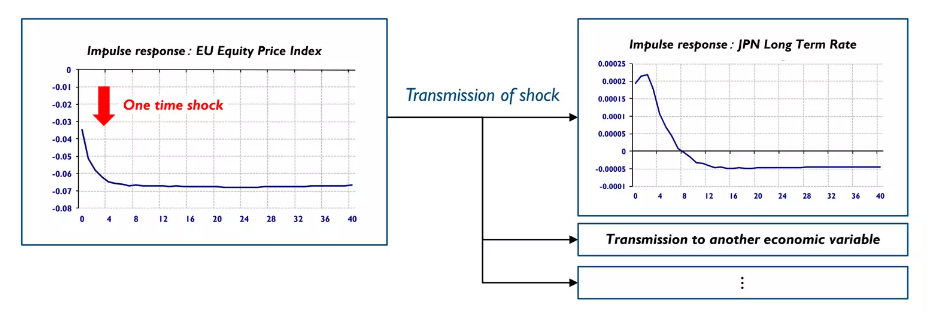 Impulse response : EU Equity Price Index
0
-0.01
-0.02
-0.03
-0.04
-0.05
-0.06
-0.07
-0.08
One time shock
0 4 8 12 16 20 24 28 32 36 40
Transmission of shock
Impulse response : JPN Long Term Rate
0.00025
0.0002
0.00015
0.0001
0.00005
0
-0.00005
-0.0001
0 4 8 12 16 20 24 28 32 36 40
Transmission to another economic variable
⋮